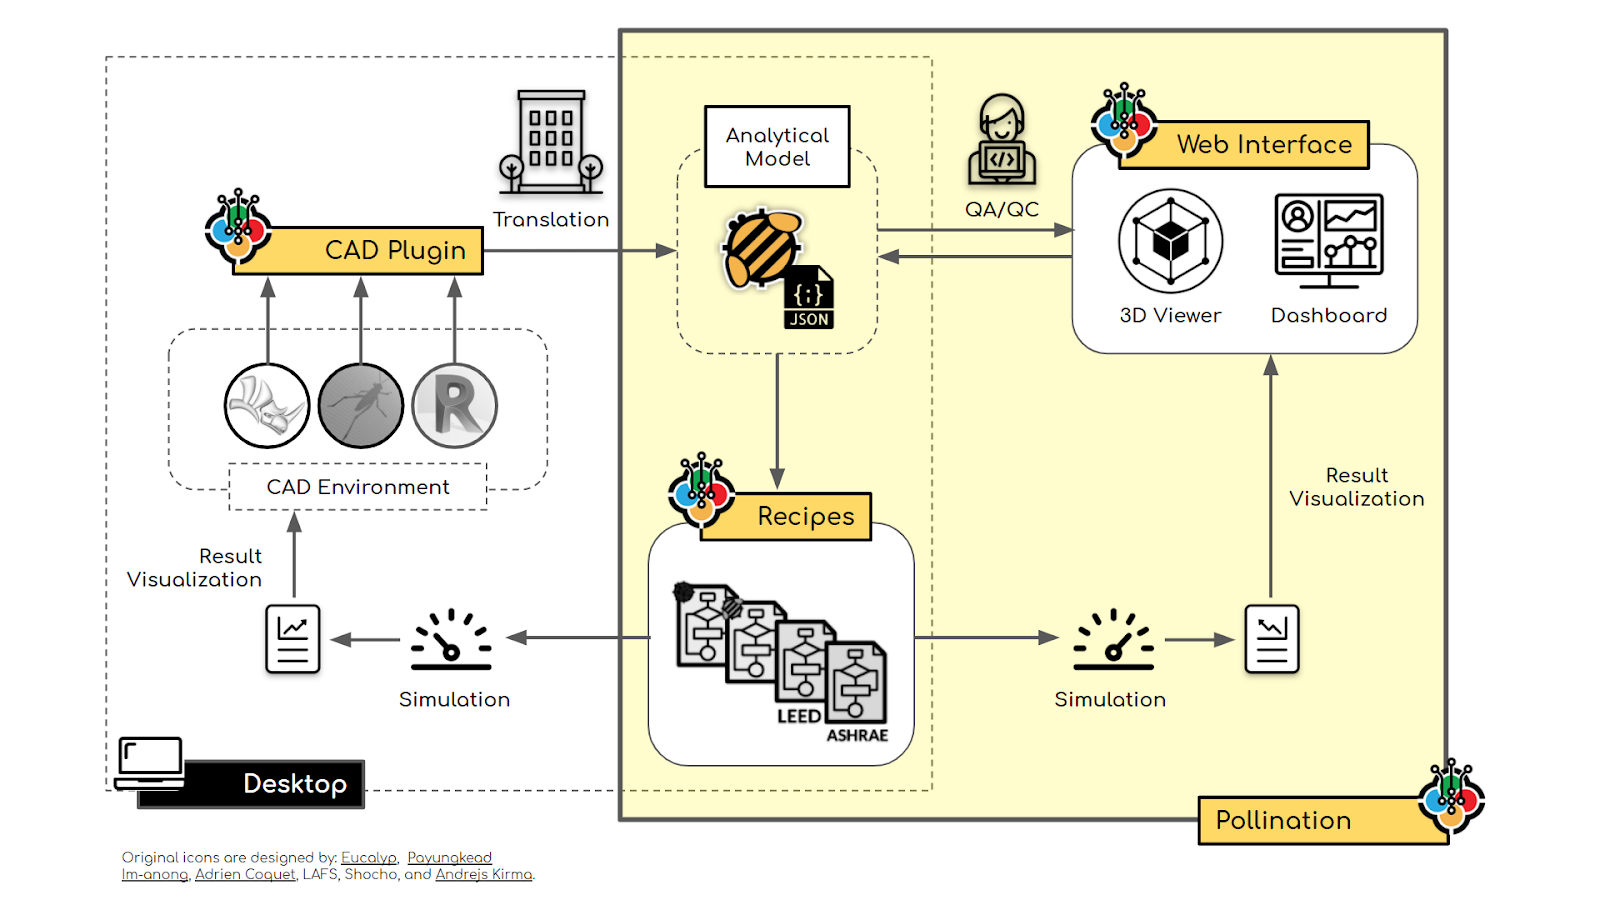 Analytical
Model
Web Interface
Translation
QA/QC
CAD Plugin
{;}
JSON
</>
3D Viewer
Dashboard
R
CAD Environment
Result
Visualization
Recipes
Result
Visualization
LEED
ASHRAE
Simulation
Simulation
Desktop
Pollination
Original icons are designed by: Eucalyp, Payungkead
Im-anong, Adrien Coquet, LAFS, Shocho, and Andrejs Kirma.